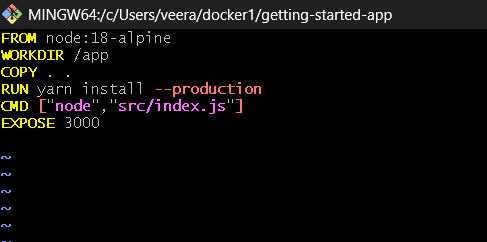 MINGW64:/c/Users/veera/docker1/getting-started-app
FROM node:18-alpine
WORKDIR /app
COPY . .
RUN yarn install --production
CMD ["node","src/index.js"]
EXPOSE 3000
~
~
~
~
~